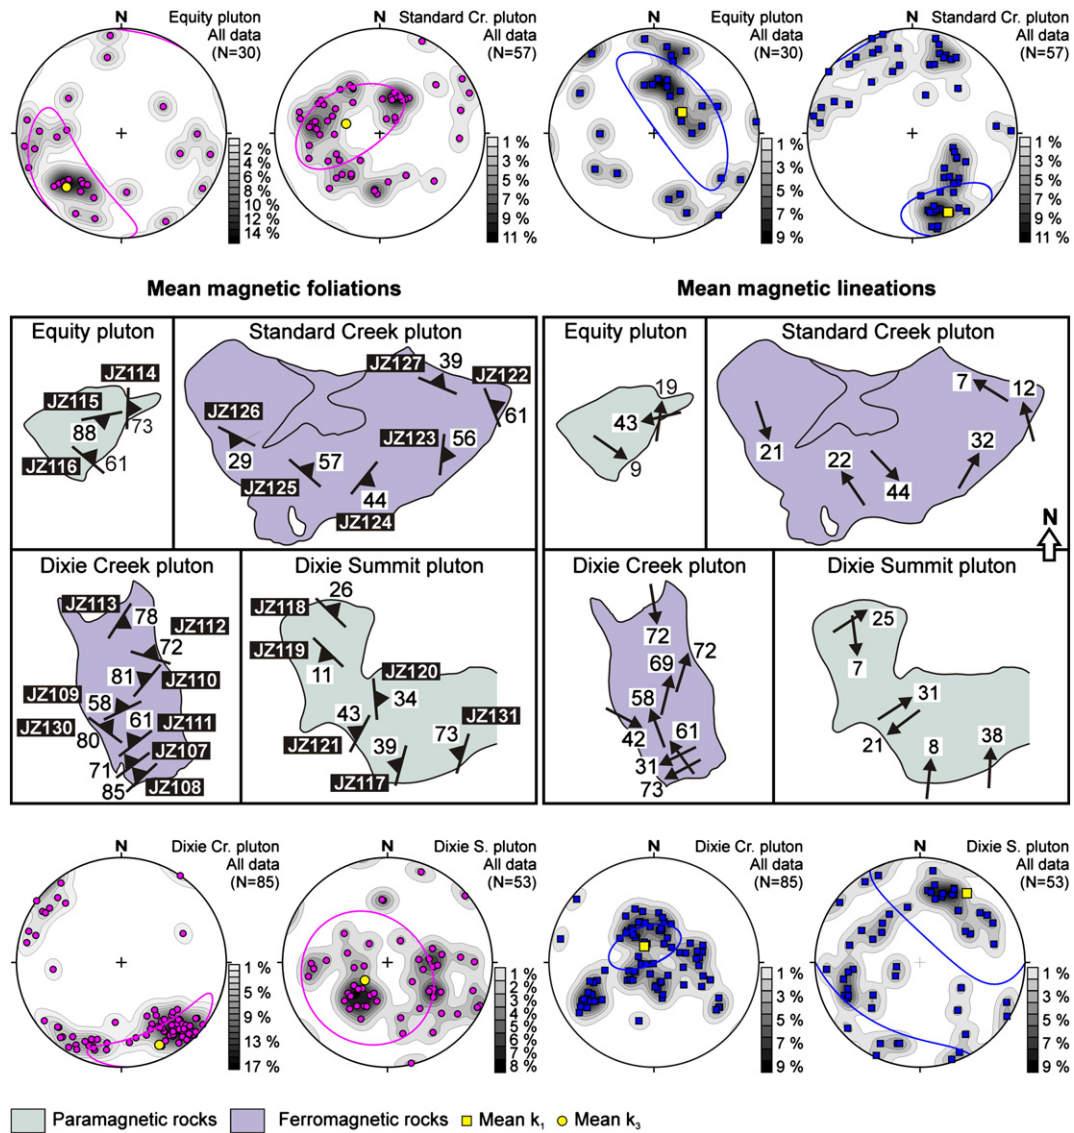 N
Equity pluton
All data
(N=30)
2 %
4 %
6 %
8 %
10 %
12 %
14 %
N
Standard Cr. pluton
All data
(N=57)
1 %
3 %
5 %
7 %
9 %
11 %
N
Equity pluton
All data
(N=30)
1 %
3 %
5 %
7 %
9 %
N
Standard Cr. pluton
All data
(N=57)
1 %
3 %
5 %
7 %
9 %
11 %
Mean magnetic foliations
Mean magnetic lineations
Equity pluton
JZ114
JZ115
73
88
JZ116
61
Standard Creek pluton
JZ127
39
JZ122
61
JZ126
29
JZ123
56
57
JZ125
44
JZ124
Equity pluton
19
43
9
Standard Creek pluton
7
12
21
22
32
44
N
Dixie Creek pluton
JZ113
78
JZ112
72
81
JZ110
JZ109
58
JZ130
61
JZ111
80
JZ107
71
JZ108
85
Dixie Summit pluton
26
JZ118
JZ119
11
JZ120
34
43
JZ131
JZ121
39
73
JZ117
Dixie Creek pluton
72
69
72
58
42
61
31
73
Dixie Summit pluton
25
7
31
21
8
38
N
Dixie Cr. pluton
All data
(N=85)
1 %
5 %
9 %
13 %
17 %
N
Dixie S. pluton
All data
(N=53)
1 %
2 %
3 %
4 %
5 %
6 %
7 %
8 %
N
Dixie Cr. pluton
All data
(N=85)
1 %
3 %
5 %
7 %
9 %
N
Dixie S. pluton
All data
(N=53)
1 %
3 %
5 %
7 %
9 %
Paramagnetic rocks
Ferromagnetic rocks
Mean k₁
Mean k₃